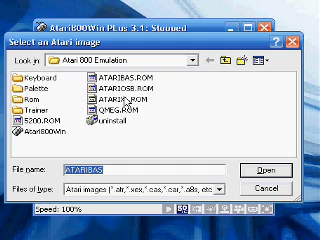 Atari800Win PLus 3.1: Stopped
Select an Atari image
Look in: Atari 800 Emulation
Keyboard
Palette
Rom
Trainer
5200.ROM
Atari800Win
ATARIBAS.ROM
ATARIOSB.ROM
ATARIXL.ROM
QMEG.ROM
uninstall
File name: ATARIBAS
Open
Files of type: Atari images (*.atr,*.xex,*.cas,*.car,*.a8s, etc
Cancel
Speed: 100%